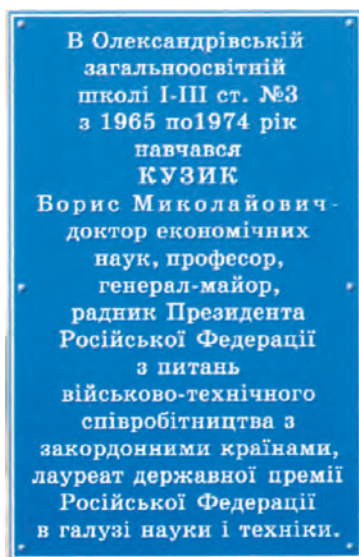 В Олександрівській
загальноосвітній
школі І-ІІІ ст. №3
з 1965 по1974 рік
навчався
КУЗИК
Борис Миколайович-
доктор економічних
наук, професор,
генерал-майор,
радник Президента
Російської Федерації
з питань
військово-технічного
співробітництва з
закордонними країнами,
лауреат державної премії
Російської Федерації
в галузі науки і техніки.